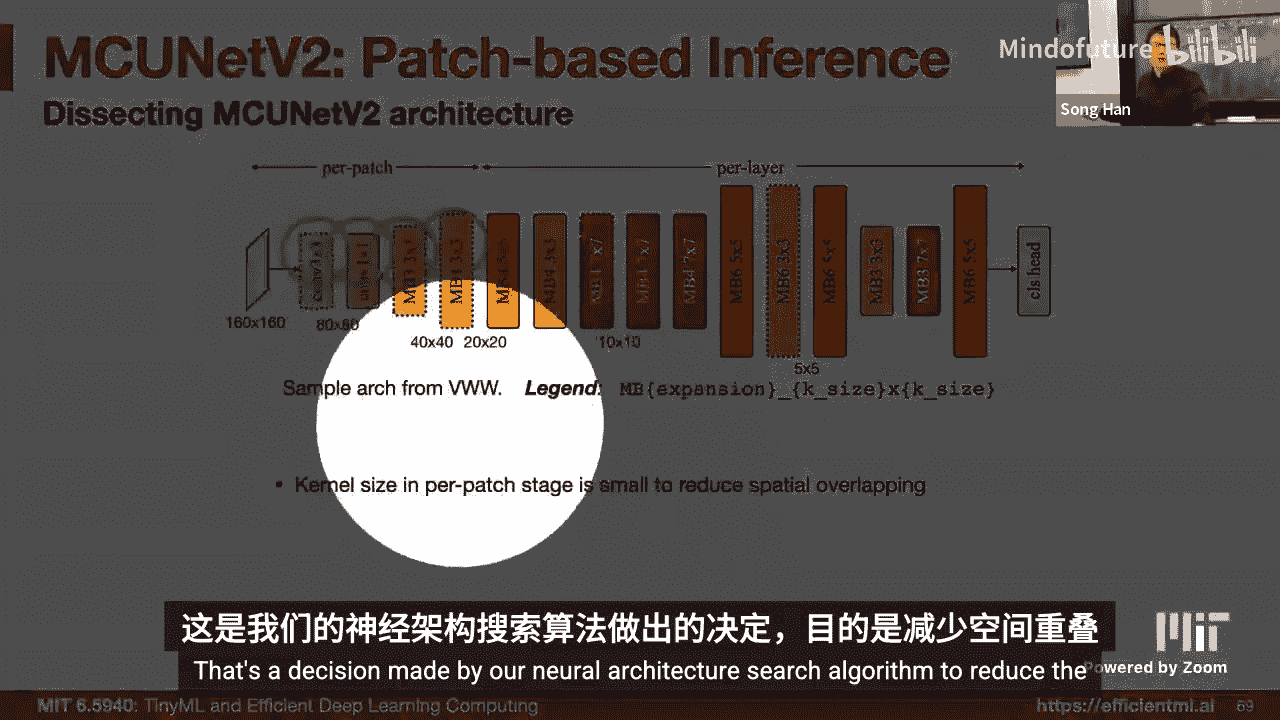 MCUNetV2: Patch-based Inference
Mindofuture
bilibili
Song Han
Dissecting MCUNetV2 architecture
per-patch
per-layer
MB3 3x3
MB4 3x3
MB4 3x3
MB4 7x7
MB6 5x5
MB6 3x3
MB6 5x5
MB3 3x3
MB3 7x7
MB6 5x5
cls head
160x160
80x80
40x40
20x20
10x10
5x5
Sample arch from VWW. Legend: MB{expansion}_{k_size}x{k_size}
• Kernel size in per-patch stage is small to reduce spatial overlapping
这是我们的神经架构搜索算法做出的决定，目的是减少空间重叠
That's a decision made by our neural architecture search algorithm to reduce the
MIT
Powered by Zoom
MIT 6.5940: TinyML and Efficient Deep Learning Computing
https://efficientml.ai
69